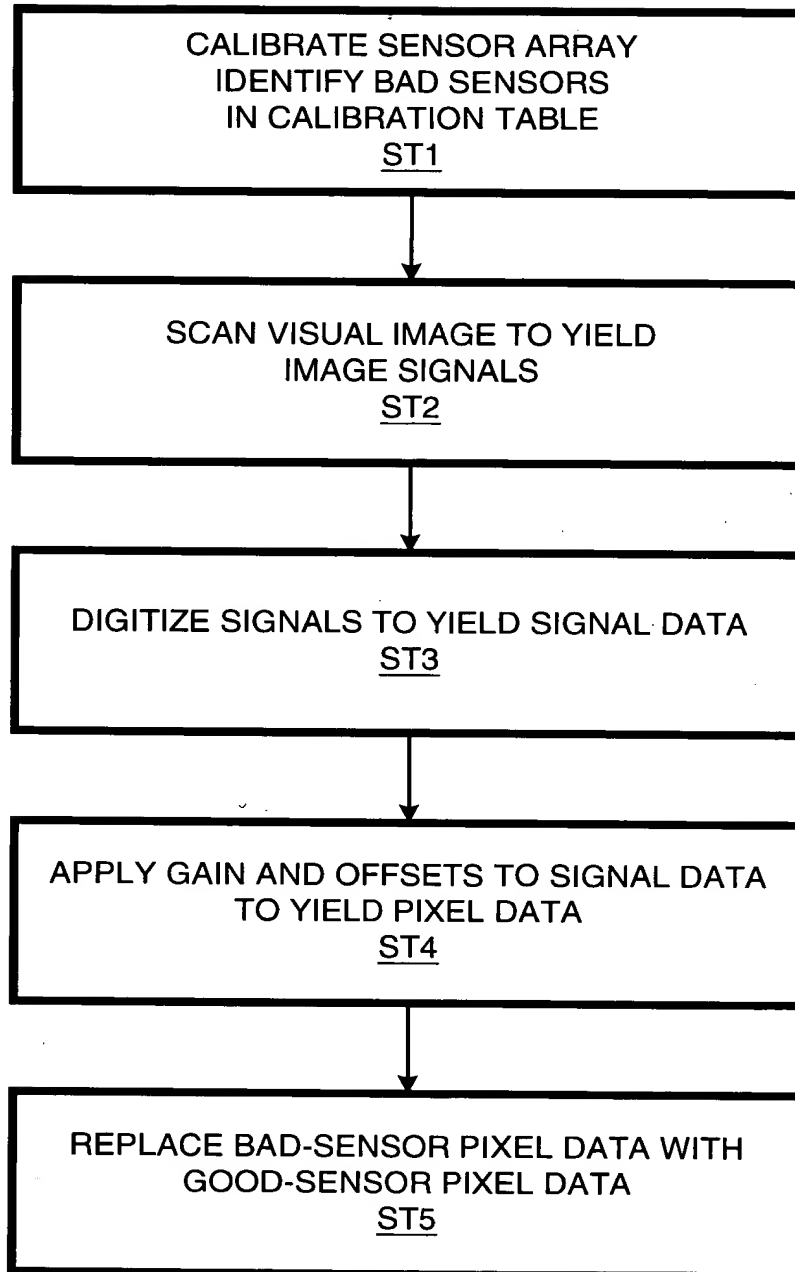 CALIBRATE SENSOR ARRAY
IDENTIFY BAD SENSORS
IN CALIBRATION TABLE
ST1
SCAN VISUAL IMAGE TO YIELD
IMAGE SIGNALS
ST2
DIGITIZE SIGNALS TO YIELD SIGNAL DATA
ST3
APPLY GAIN AND OFFSETS TO SIGNAL DATA
TO YIELD PIXEL DATA
ST4
REPLACE BAD-SENSOR PIXEL DATA WITH
GOOD-SENSOR PIXEL DATA
ST5